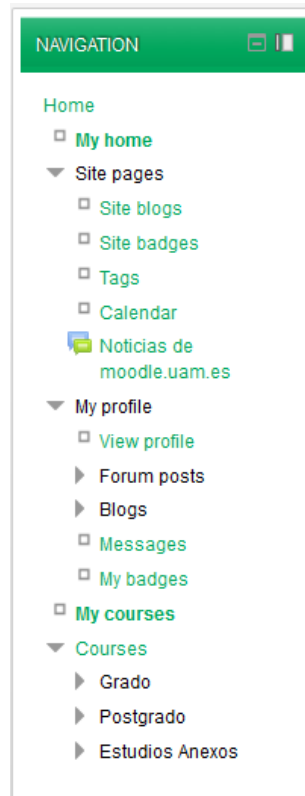 NAVIGATION
Home
My home
Site pages
Site blogs
Site badges
Tags
Calendar
Noticias de
moodle.uam.es
My profile
View profile
Forum posts
Blogs
Messages
My badges
My courses
Courses
Grado
Postgrado
Estudios Anexos